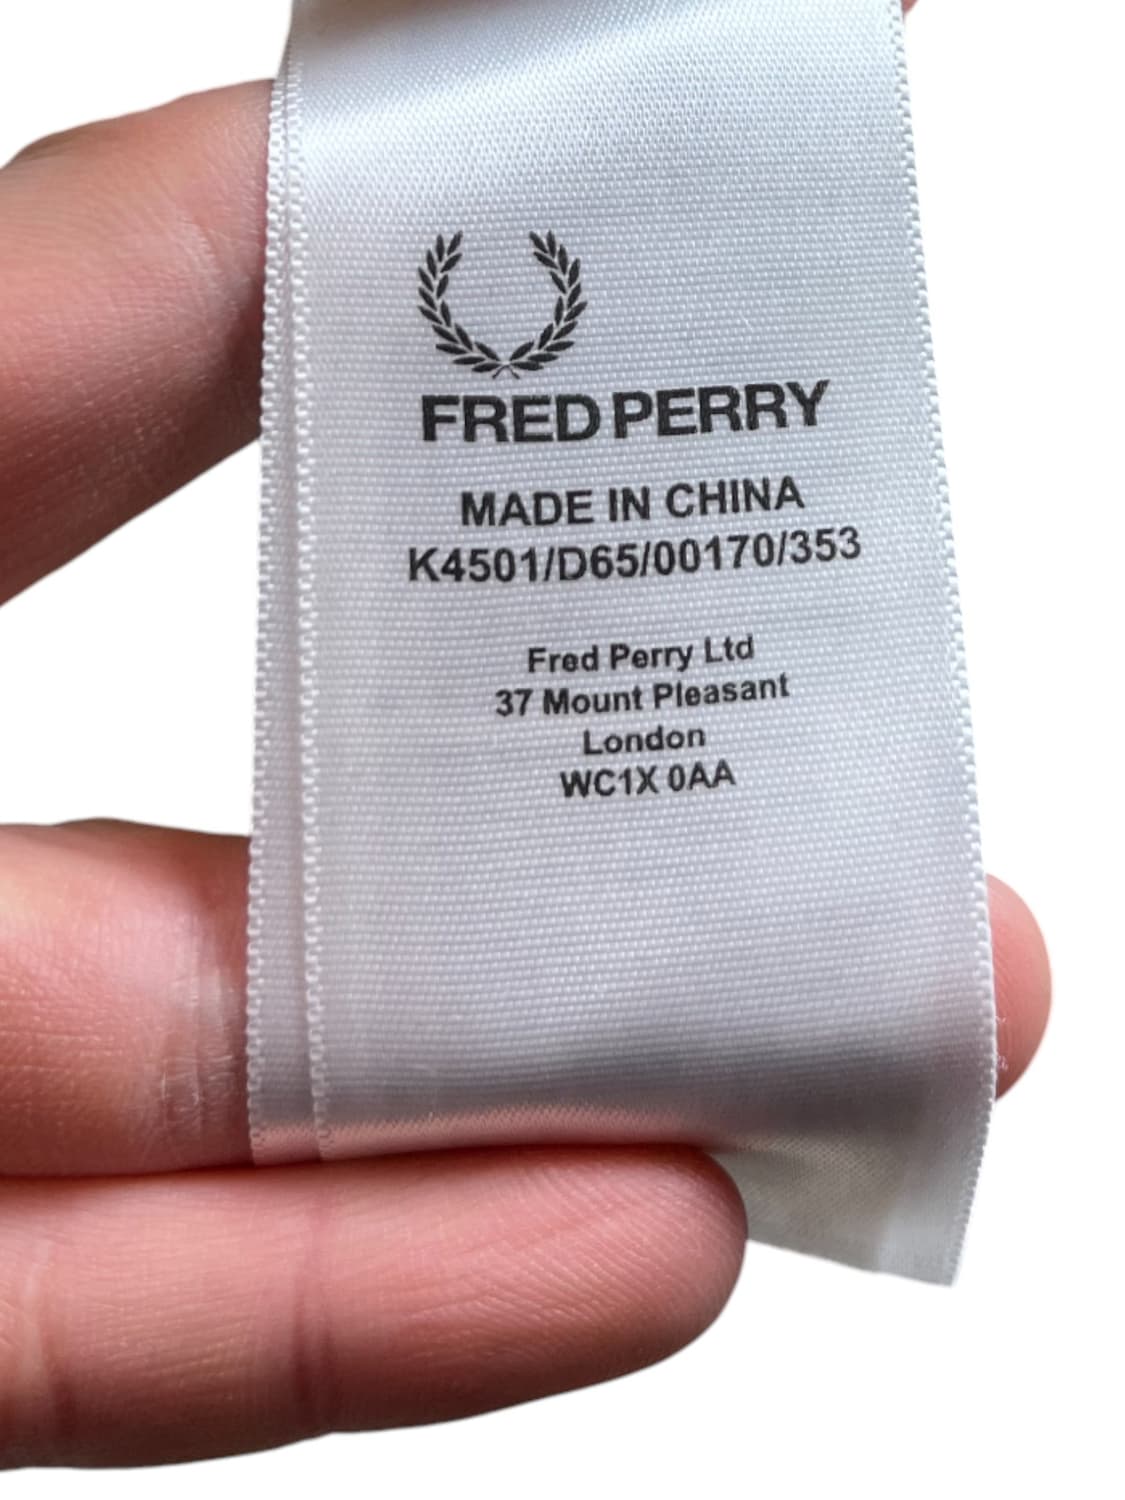 FRED PERRY
MADE IN CHINA
K4501/D65/00170/353
Fred Perry Ltd
37 Mount Pleasant
London
WC1X 0AA